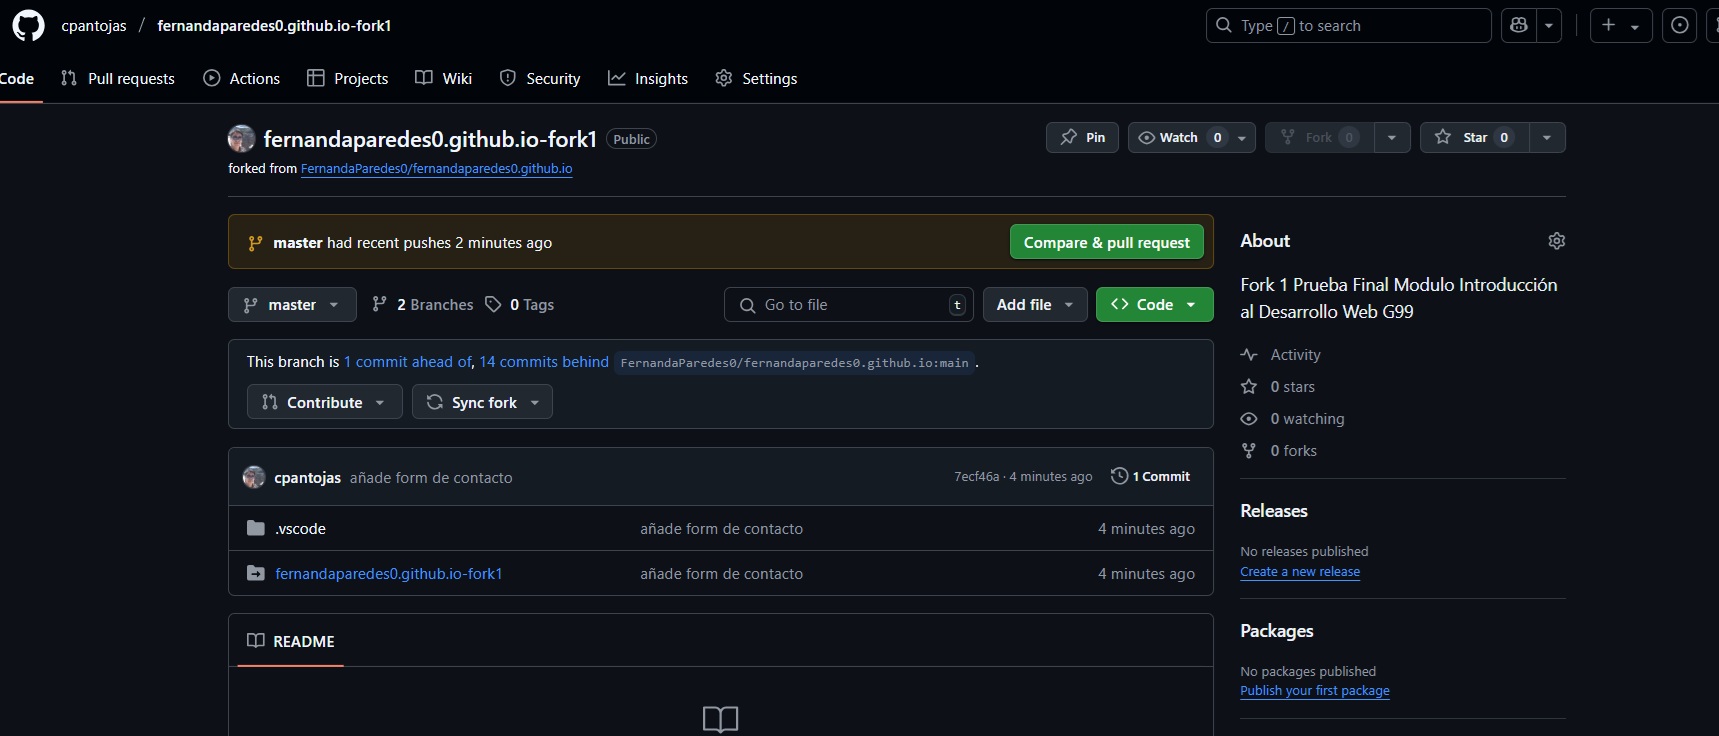 cpantojas / fernandaparedes0.github.io-fork1
Type / to search
Code Pull requests Actions Projects Wiki Security Insights Settings
fernandaparedes0.github.io-fork1 Public
Pin Watch 0 Fork 0 Star 0
forked from FernandaParedes0/fernandaparedes0.github.io
master had recent pushes 2 minutes ago
Compare & pull request
master 2 Branches 0 Tags
Go to file t
Add file
Code
This branch is 1 commit ahead of, 14 commits behind FernandaParedes0/fernandaparedes0.github.io:main .
Contribute Sync fork
cpantojas añade form de contacto 7ecf46a · 4 minutes ago 1 Commit
.vscode añade form de contacto 4 minutes ago
fernandaparedes0.github.io-fork1 añade form de contacto 4 minutes ago
README
About
Fork 1 Prueba Final Modulo Introducción
al Desarrollo Web G99
Activity
0 stars
0 watching
0 forks
Releases
No releases published
Create a new release
Packages
No packages published
Publish your first package